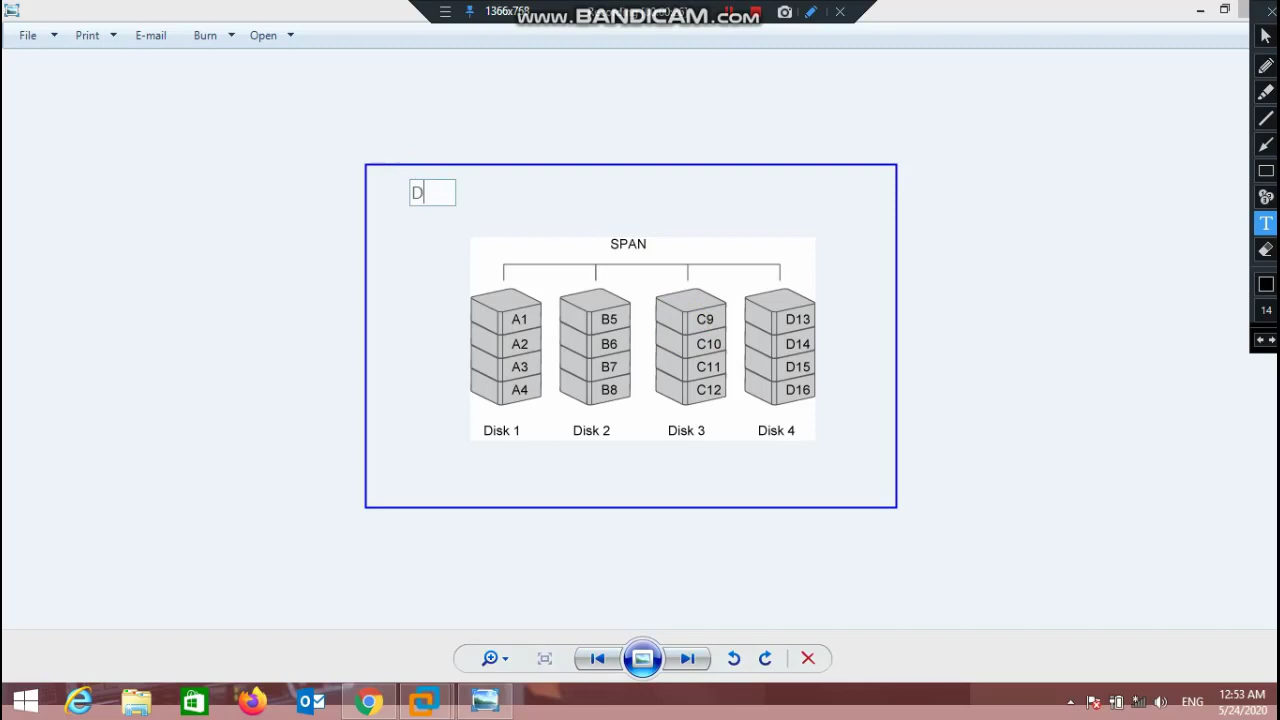 1366x768
www.BANDICAM.com
File Print E-mail Burn Open
D
SPAN
A1 B5 C9 D13
A2 B6 C10 D14
A3 B7 C11 D15
A4 B8 C12 D16
Disk 1 Disk 2 Disk 3 Disk 4
T
14
ENG
12:53 AM
5/24/2020